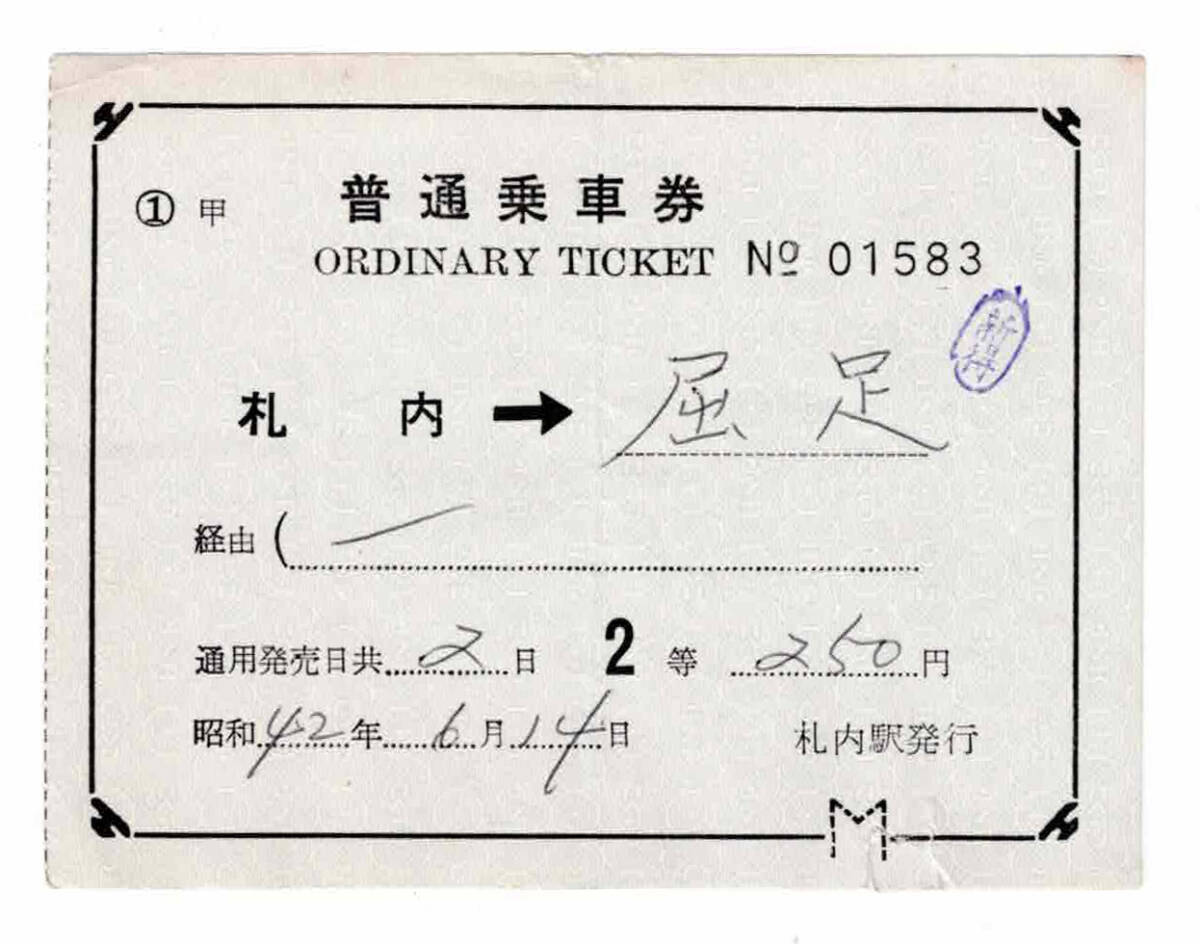 ① 甲 普通乗車券
ORDINARY TICKET № 01583
新得
札内 → 屈足
経由 (
通用発売日共 2 日 2 等 250 円
昭和 42 年 6 月 14 日 札内駅発行